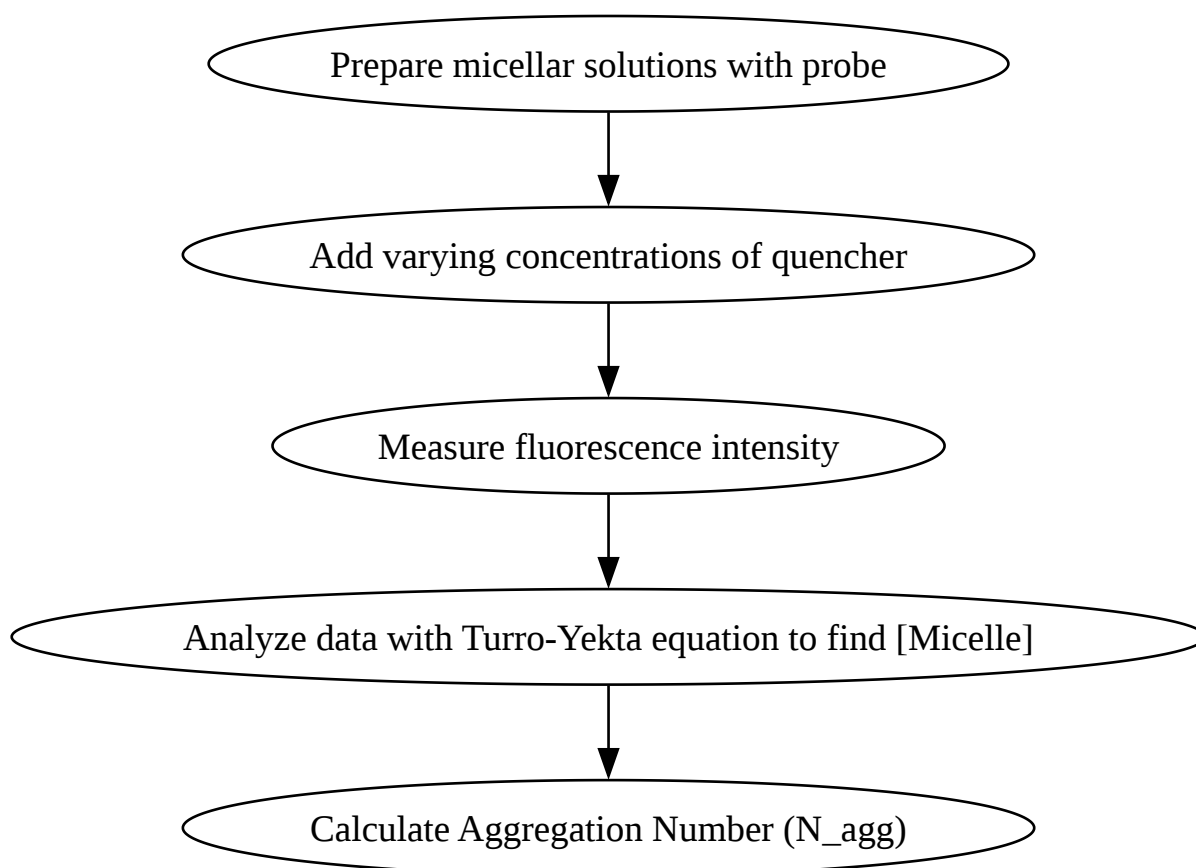 Prepare micellar solutions with probe
Add varying concentrations of quencher
Measure fluorescence intensity
Analyze data with Turro-Yekta equation to find [Micelle]
Calculate Aggregation Number (N_agg)